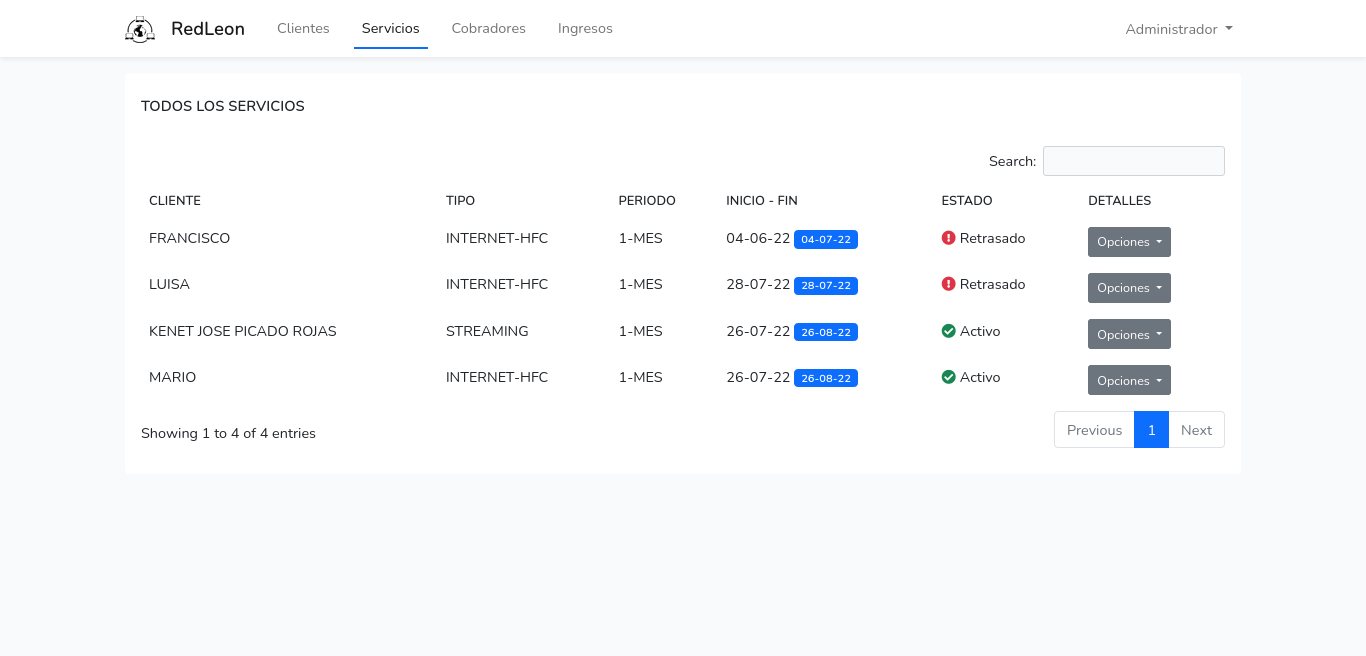 RedLeon Clientes Servicios Cobradores Ingresos Administrador
TODOS LOS SERVICIOS
Search:
CLIENTE TIPO PERIODO INICIO - FIN ESTADO DETALLES
FRANCISCO INTERNET-HFC 1-MES 04-06-22 04-07-22 Retrasado Opciones
LUISA INTERNET-HFC 1-MES 28-07-22 28-07-22 Retrasado Opciones
KENET JOSE PICADO ROJAS STREAMING 1-MES 26-07-22 26-08-22 Activo Opciones
MARIO INTERNET-HFC 1-MES 26-07-22 26-08-22 Activo Opciones
Showing 1 to 4 of 4 entries Previous 1 Next